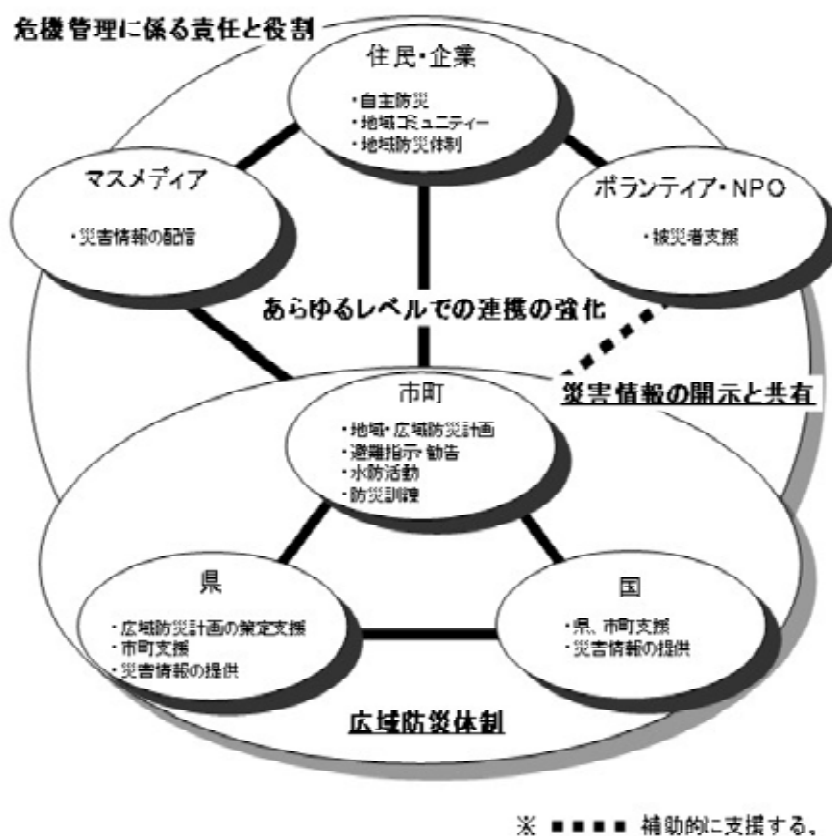 危機管理に係る責任と役割
住民・企業
・自主防災
・地域コミュニティー
・地域防災体制
マスメディア
・災害情報の配信
ボランティア・NPO
・被災者支援
あらゆるレベルでの連携の強化
災害情報の開示と共有
市町
・地域・広域防災計画
・避難指示・勧告
・水防活動
・防災訓練
県
・広域防災計画の策定支援
・市町支援
・災害情報の提供
国
・県、市町支援
・災害情報の提供
広域防災体制
※ 補助的に支援する。